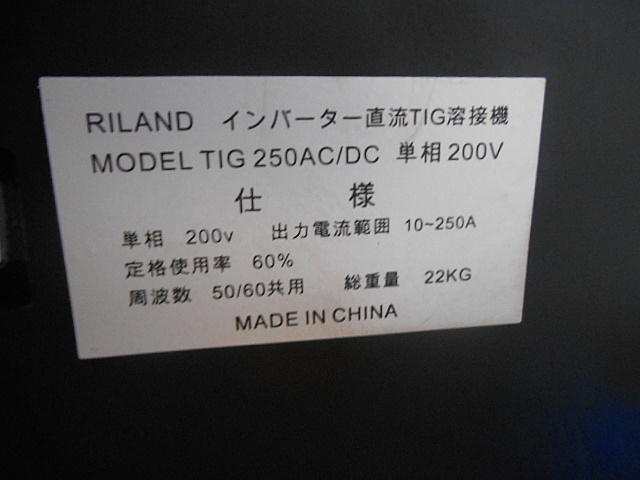 RILAND インバーター直流TIG溶接機
MODEL TIG 250AC/DC 単相200V
仕 様
単相 200v 出力電流範囲 10~250A
定格使用率 60%
周波数 50/60共用 総重量 22KG
MADE IN CHINA